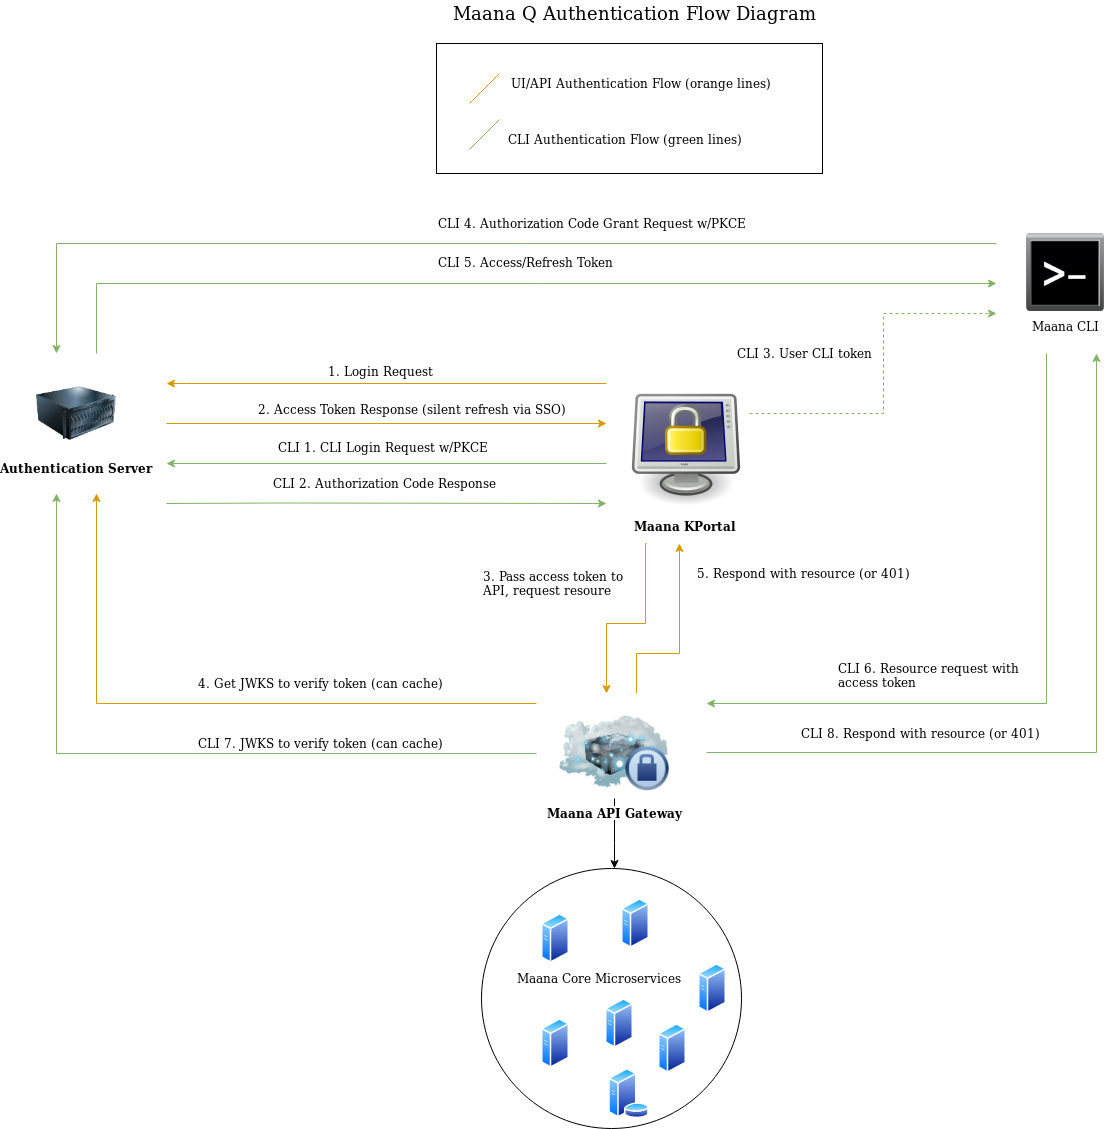 Maana Q Authentication Flow Diagram
UI/API Authentication Flow (orange lines)
CLI Authentication Flow (green lines)
CLI 4. Authorization Code Grant Request w/PKCE
CLI 5. Access/Refresh Token
Maana CLI
CLI 3. User CLI token
1. Login Request
2. Access Token Response (silent refresh via SSO)
CLI 1. CLI Login Request w/PKCE
Authentication Server
CLI 2. Authorization Code Response
Maana KPortal
3. Pass access token to
API, request resoure
5. Respond with resource (or 401)
CLI 6. Resource request with
access token
4. Get JWKS to verify token (can cache)
CLI 7. JWKS to verify token (can cache)
CLI 8. Respond with resource (or 401)
Maana API Gateway
Maana Core Microservices